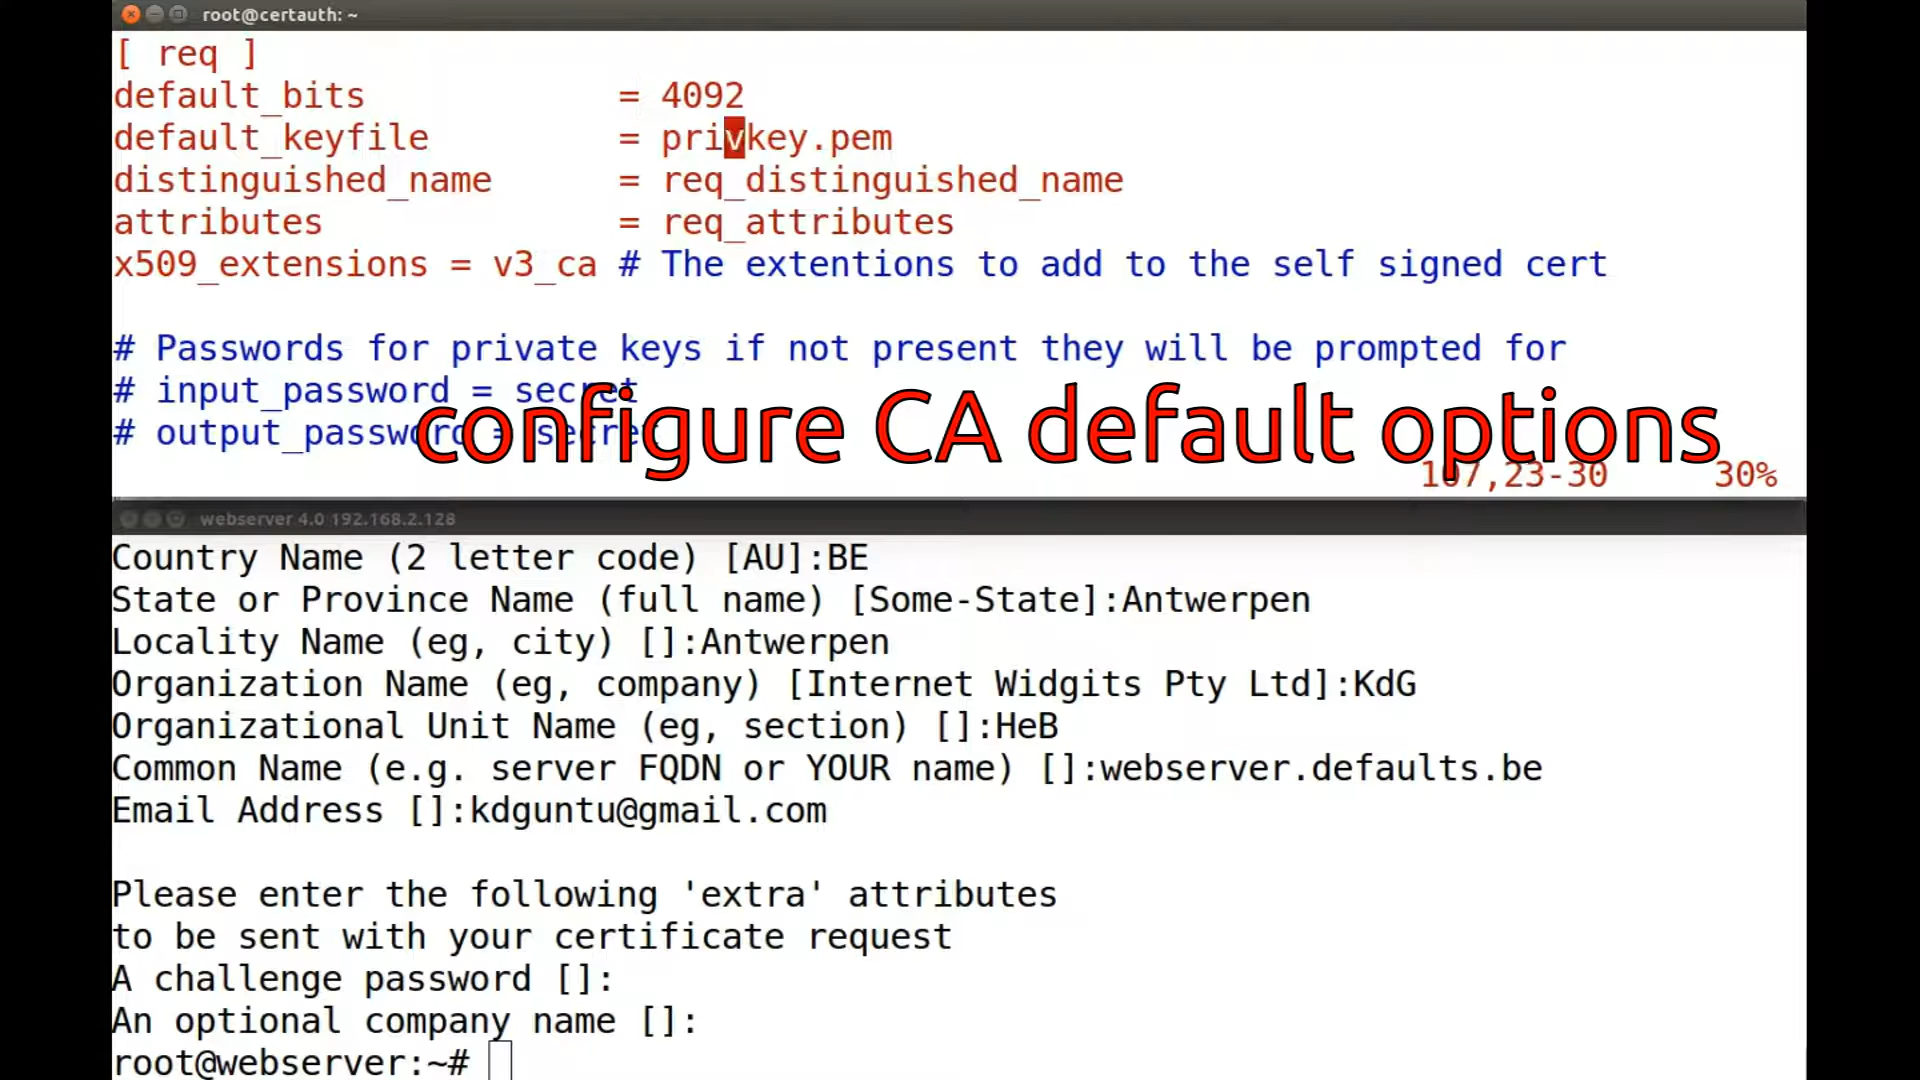 root@certauth: ~
[ req ]
default_bits = 4092
default_keyfile = privkey.pem
distinguished_name = req_distinguished_name
attributes = req_attributes
x509_extensions = v3_ca # The extentions to add to the self signed cert
# Passwords for private keys if not present they will be prompted for
# input_password = secret
# output_password = secret
configure CA default options
107,23-30 30%
webserver 4.0 192.168.2.128
Country Name (2 letter code) [AU]:BE
State or Province Name (full name) [Some-State]:Antwerpen
Locality Name (eg, city) []:Antwerpen
Organization Name (eg, company) [Internet Widgits Pty Ltd]:KdG
Organizational Unit Name (eg, section) []:HeB
Common Name (e.g. server FQDN or YOUR name) []:webserver.defaults.be
Email Address []:kdguntu@gmail.com
Please enter the following 'extra' attributes
to be sent with your certificate request
A challenge password []:
An optional company name []:
root@webserver:~#